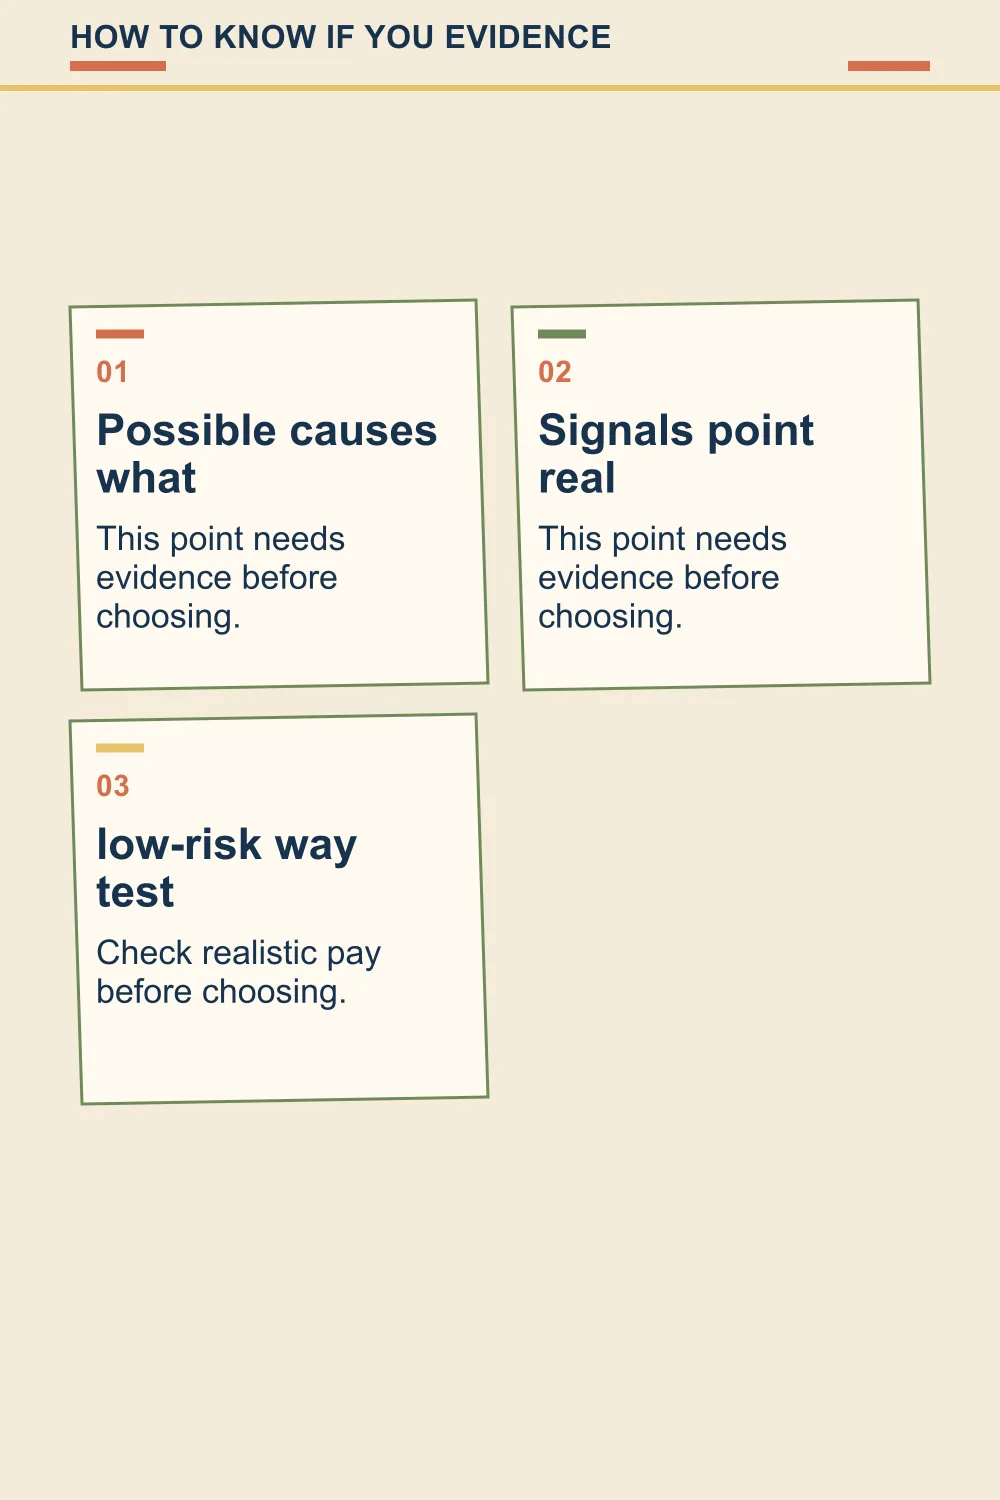 HOW TO KNOW IF YOU EVIDENCE
01
Possible causes
what
This point needs
evidence before
choosing.
02
Signals point
real
This point needs
evidence before
choosing.
03
low-risk way
test
Check realistic pay
before choosing.